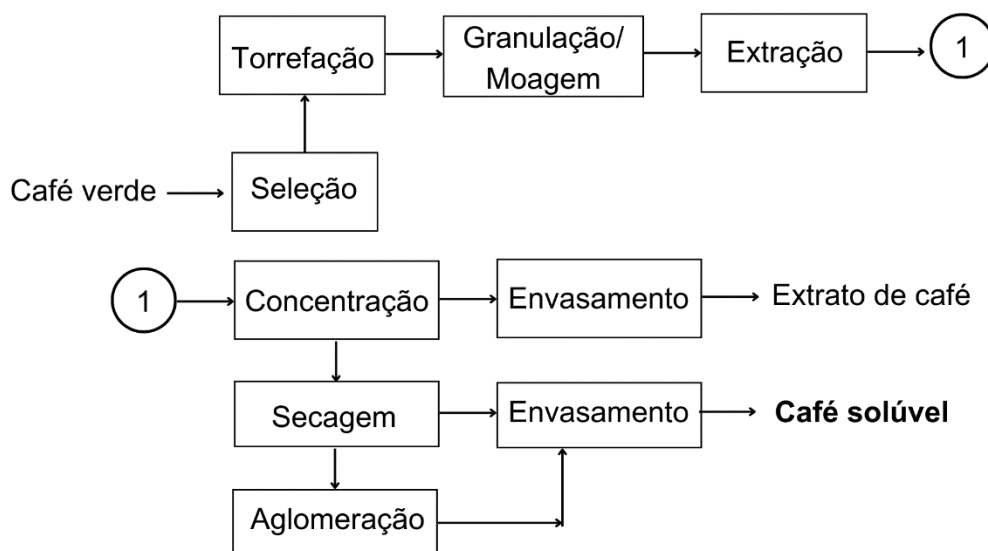 Torrefação
Granulação/
Moagem
Extração
1
Café verde
Seleção
1
Concentração
Envasamento
Extrato de café
Secagem
Envasamento
Café solúvel
Aglomeração